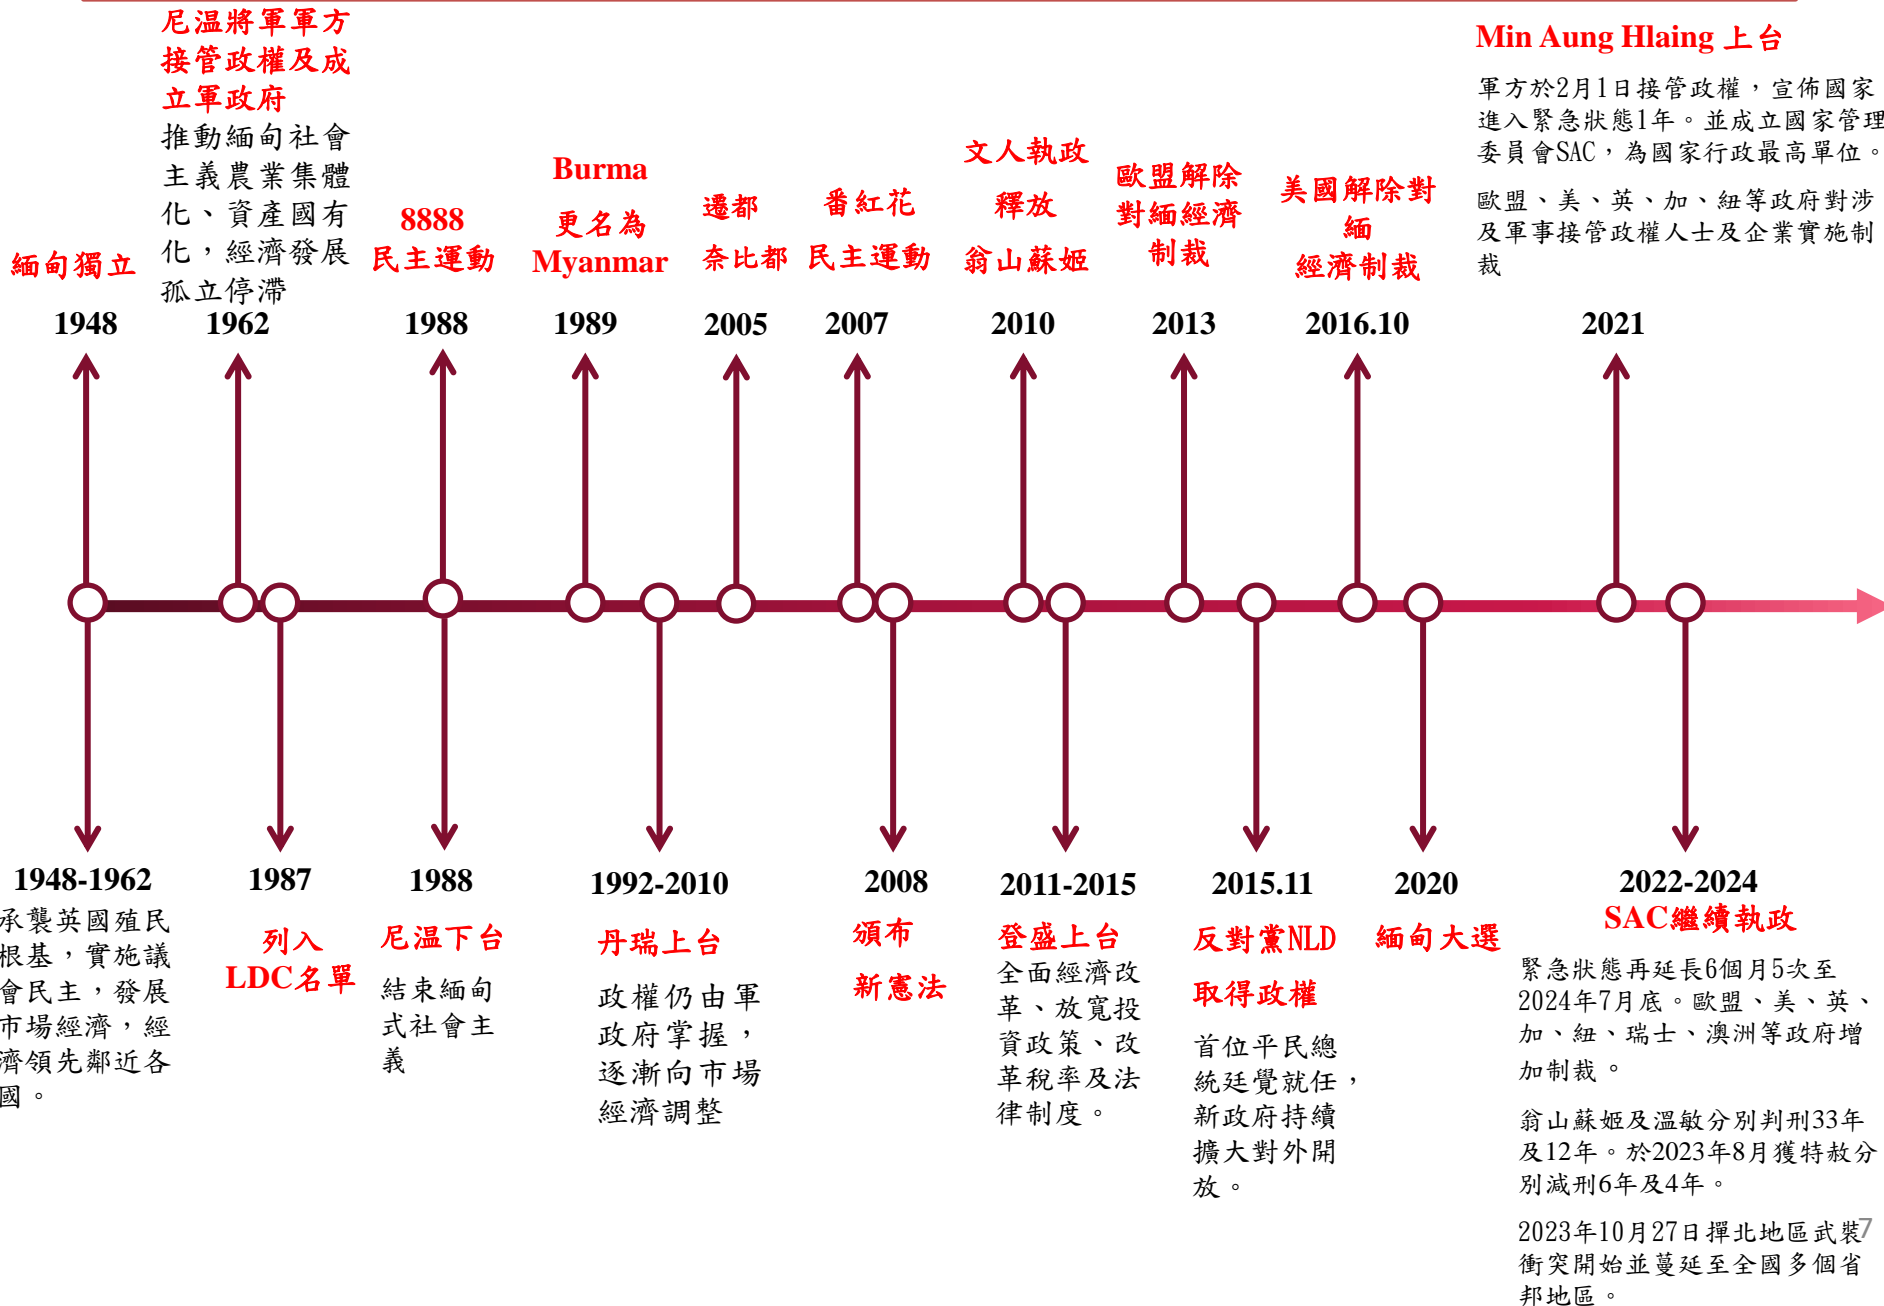 尼温將軍軍方
接管政權及成
立軍政府
推動緬甸社會
主義農業集體
化、資產國有
化，經濟發展
孤立停滯
緬甸獨立
8888
民主運動
Burma
更名為
Myanmar
遷都
奈比都
番紅花
民主運動
文人執政
釋放
翁山蘇姬
歐盟解除
對緬經濟
制裁
美國解除對
緬
經濟制裁
Min Aung Hlaing 上台
軍方於2月1日接管政權，宣佈國家
進入緊急狀態1年。並成立國家管理
委員會SAC，為國家行政最高單位。
歐盟、美、英、加、紐等政府對涉
及軍事接管政權人士及企業實施制
裁
1948
1962
1988
1989
2005
2007
2010
2013
2016.10
2021
1948-1962
承襲英國殖民
根基，實施議
會民主，發展
市場經濟，經
濟領先鄰近各
國。
1987
列入
LDC名單
1988
尼温下台
結束緬甸
式社會主
義
1992-2010
丹瑞上台
政權仍由軍
政府掌握，
逐漸向市場
經濟調整
2008
頒布
新憲法
2011-2015
登盛上台
全面經濟改
革、放寬投
資政策、改
革稅率及法
律制度。
2015.11
反對黨NLD
取得政權
首位平民總
統廷覺就任，
新政府持續
擴大對外開
放。
2020
緬甸大選
2022-2024
SAC繼續執政
緊急狀態再延長6個月5次至
2024年7月底。歐盟、美、英、
加、紐、瑞士、澳洲等政府增
加制裁。
翁山蘇姬及溫敏分別判刑33年
及12年。於2023年8月獲特赦分
別減刑6年及4年。
2023年10月27日撣北地區武裝
衝突開始並蔓延至全國多個省
邦地區。
7